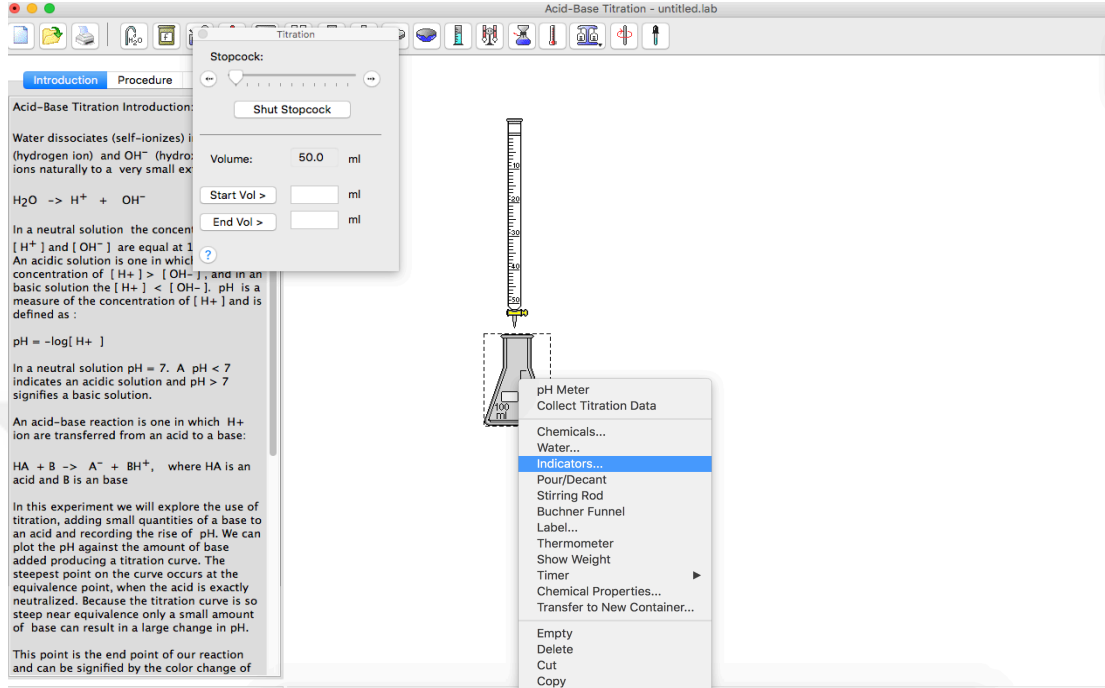 Acid-Base Titration - untitled.lab
H₂O
Titration
Stopcock:
Shut Stopcock
Volume: 50.0 ml
Start Vol > ml
End Vol > ml
?
Introduction Procedure
Acid-Base Titration Introduction:
Water dissociates (self-ionizes) i
(hydrogen ion) and OH⁻ (hydro
ions naturally to a very small ex
H₂O -> H⁺ + OH⁻
In a neutral solution the concent
[ H⁺ ] and [ OH⁻ ] are equal at 1
An acidic solution is one in which
concentration of [ H+ ] > [ OH- ], and in an
basic solution the [ H+ ] < [ OH- ]. pH is a
measure of the concentration of [ H+ ] and is
defined as :
pH = -log[ H+ ]
In a neutral solution pH = 7. A pH < 7
indicates an acidic solution and pH > 7
signifies a basic solution.
An acid-base reaction is one in which H+
ion are transferred from an acid to a base:
HA + B -> A⁻ + BH⁺, where HA is an
acid and B is an base
In this experiment we will explore the use of
titration, adding small quantities of a base to
an acid and recording the rise of pH. We can
plot the pH against the amount of base
added producing a titration curve. The
steepest point on the curve occurs at the
equivalence point, when the acid is exactly
neutralized. Because the titration curve is so
steep near equivalence only a small amount
of base can result in a large change in pH.
This point is the end point of our reaction
and can be signified by the color change of
10
20
30
40
50
100
ml
pH Meter
Collect Titration Data
Chemicals...
Water...
Indicators...
Pour/Decant
Stirring Rod
Buchner Funnel
Label...
Thermometer
Show Weight
Timer
Chemical Properties...
Transfer to New Container...
Empty
Delete
Cut
Copy